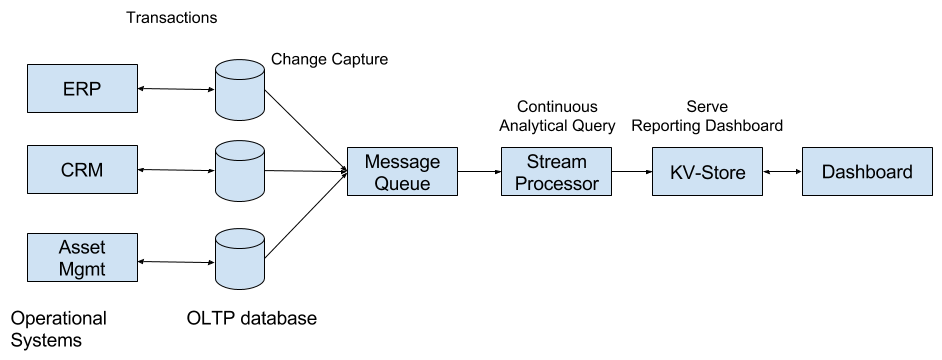 Transactions
Change Capture
ERP
Continuous
Analytical Query
Serve
Reporting Dashboard
CRM
Message
Queue
Stream
Processor
KV-Store
Dashboard
Asset
Mgmt
Operational
Systems
OLTP database